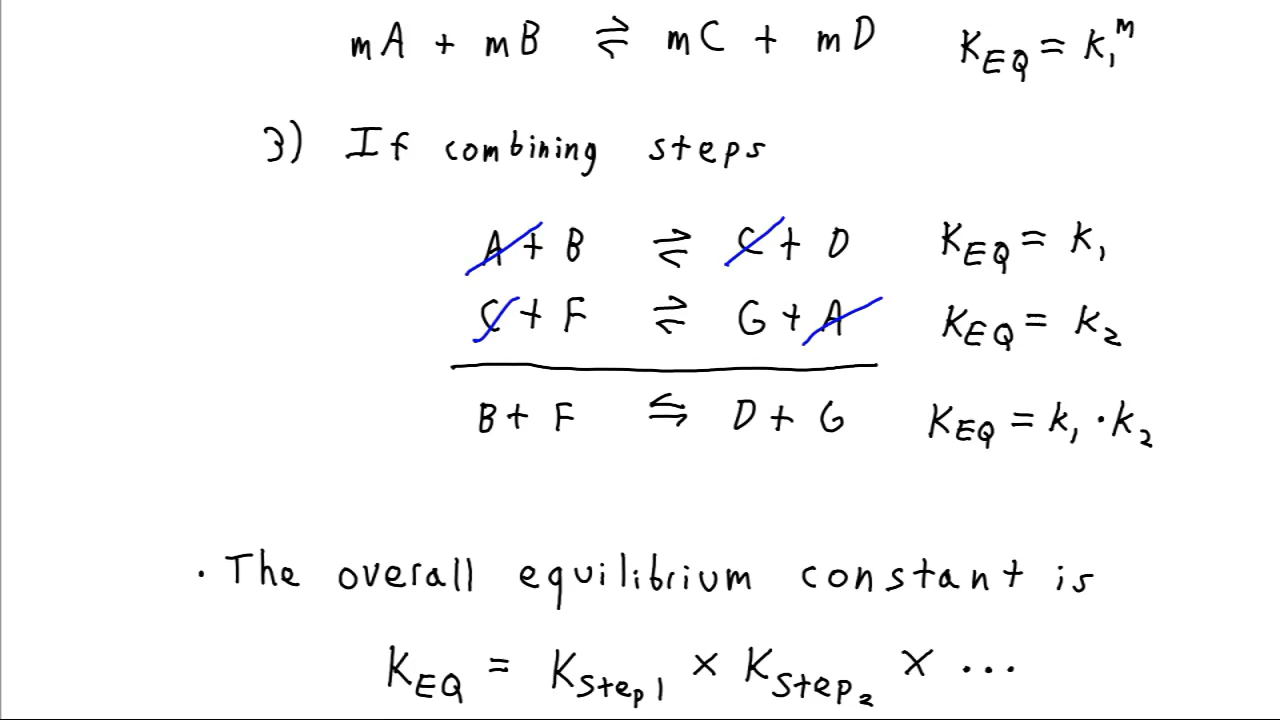 mA + mB ⇌ mC + mD K_EQ = k₁ᵐ
3) If combining steps
A + B ⇌ C + D K_EQ = k₁
C + F ⇌ G + A K_EQ = k₂
B + F ⇆ D + G K_EQ = k₁ · k₂
· The overall equilibrium constant is
K_EQ = K_Step1 × K_Step₂ × ...